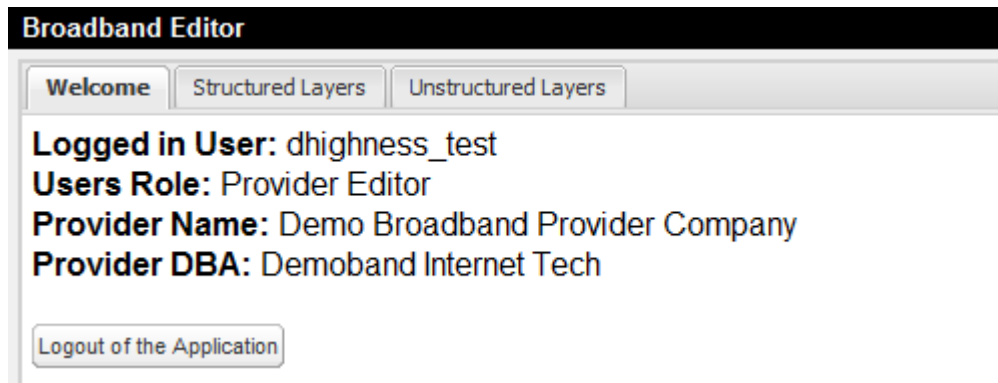 Broadband Editor
Welcome Structured Layers Unstructured Layers
Logged in User: dhighness_test
Users Role: Provider Editor
Provider Name: Demo Broadband Provider Company
Provider DBA: Demoband Internet Tech
Logout of the Application